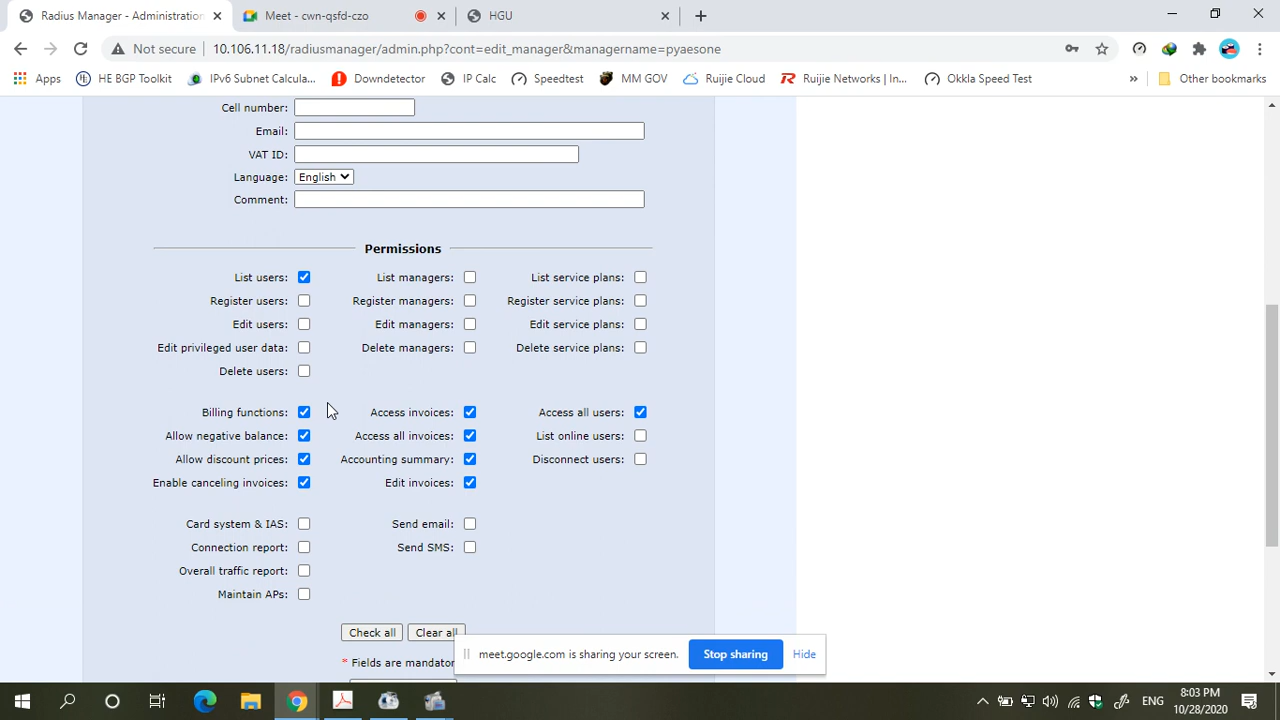 Radius Manager - Administration
Meet - cwn-qsfd-czo
HGU
Not secure
10.106.11.18/radiusmanager/admin.php?cont=edit_manager&managername=pyaesone
Apps
HE BGP Toolkit
IPv6 Subnet Calcula...
Downdetector
IP Calc
Speedtest
MM GOV
Ruijie Cloud
Ruijie Networks | In...
Okkla Speed Test
»
Other bookmarks
Cell number:
Email:
VAT ID:
Language: English
Comment:
Permissions
List users: List managers: List service plans:
Register users: Register managers: Register service plans:
Edit users: Edit managers: Edit service plans:
Edit privileged user data: Delete managers: Delete service plans:
Delete users:
Billing functions: Access invoices: Access all users:
Allow negative balance: Access all invoices: List online users:
Allow discount prices: Accounting summary: Disconnect users:
Enable canceling invoices: Edit invoices:
Card system & IAS: Send email:
Connection report: Send SMS:
Overall traffic report:
Maintain APs:
Check all Clear all
meet.google.com is sharing your screen. Stop sharing Hide
* Fields are mandator
ENG
8:03 PM
10/28/2020